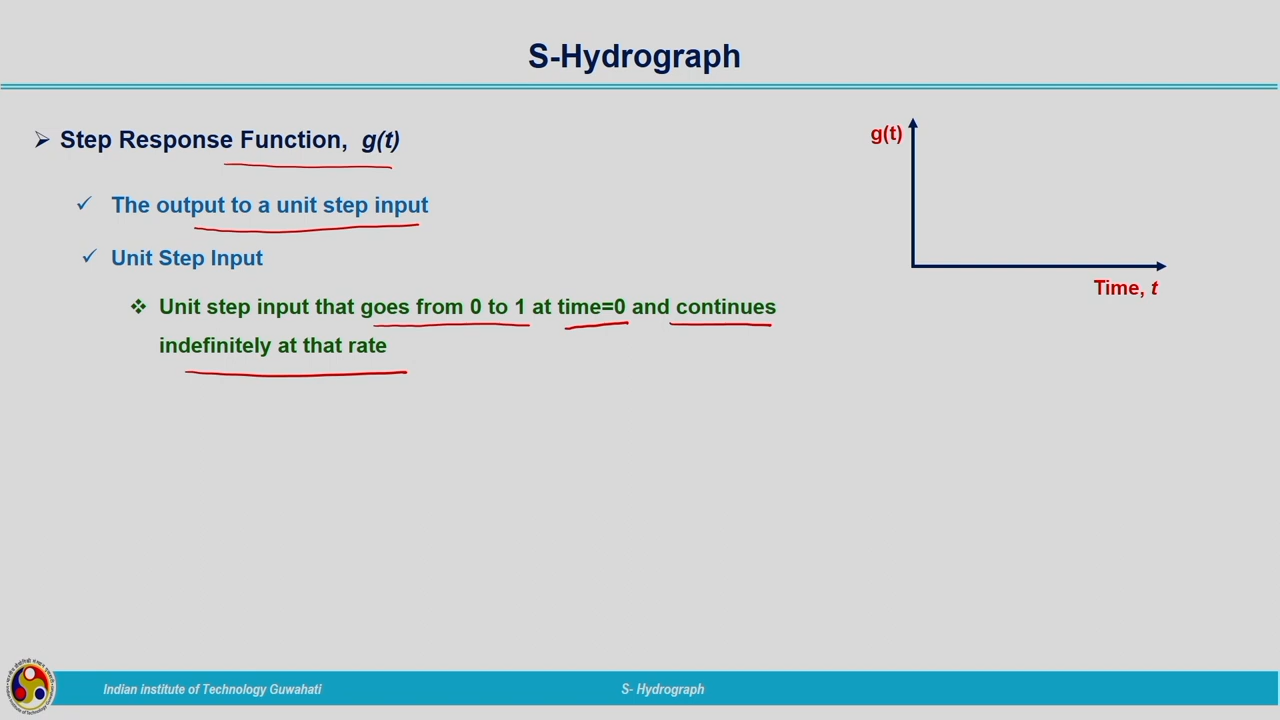 S-Hydrograph
Step Response Function, g(t)
The output to a unit step input
Unit Step Input
Unit step input that goes from 0 to 1 at time=0 and continues
indefinitely at that rate
g(t)
Time, t
Indian institute of Technology Guwahati
S- Hydrograph